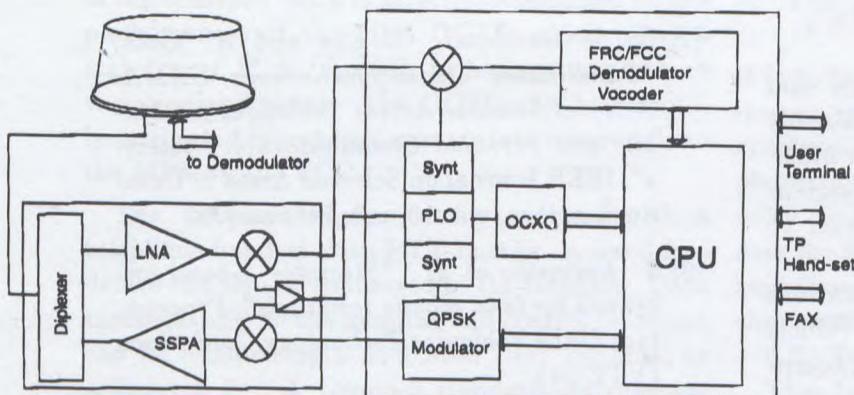 FRC/FCC
Demodulator
Vocoder
to Demodulator
Synt
PLO
Synt
OCXO
CPU
User
Terminal
TP
Hand-set
FAX
Diplexer
LNA
SSPA
QPSK
Modulator